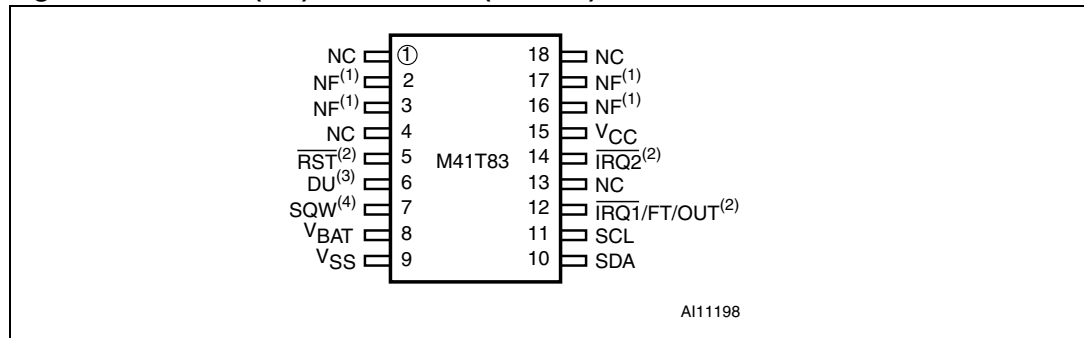 NC 1 18 NC
NF(1) 2 17 NF(1)
NF(1) 3 16 NF(1)
NC 4 15 VCC
RST(2) 5 M41T83 14 IRQ2(2)
DU(3) 6 13 NC
SQW(4) 7 12 IRQ1/FT/OUT(2)
VBAT 8 11 SCL
VSS 9 10 SDA
AI11198